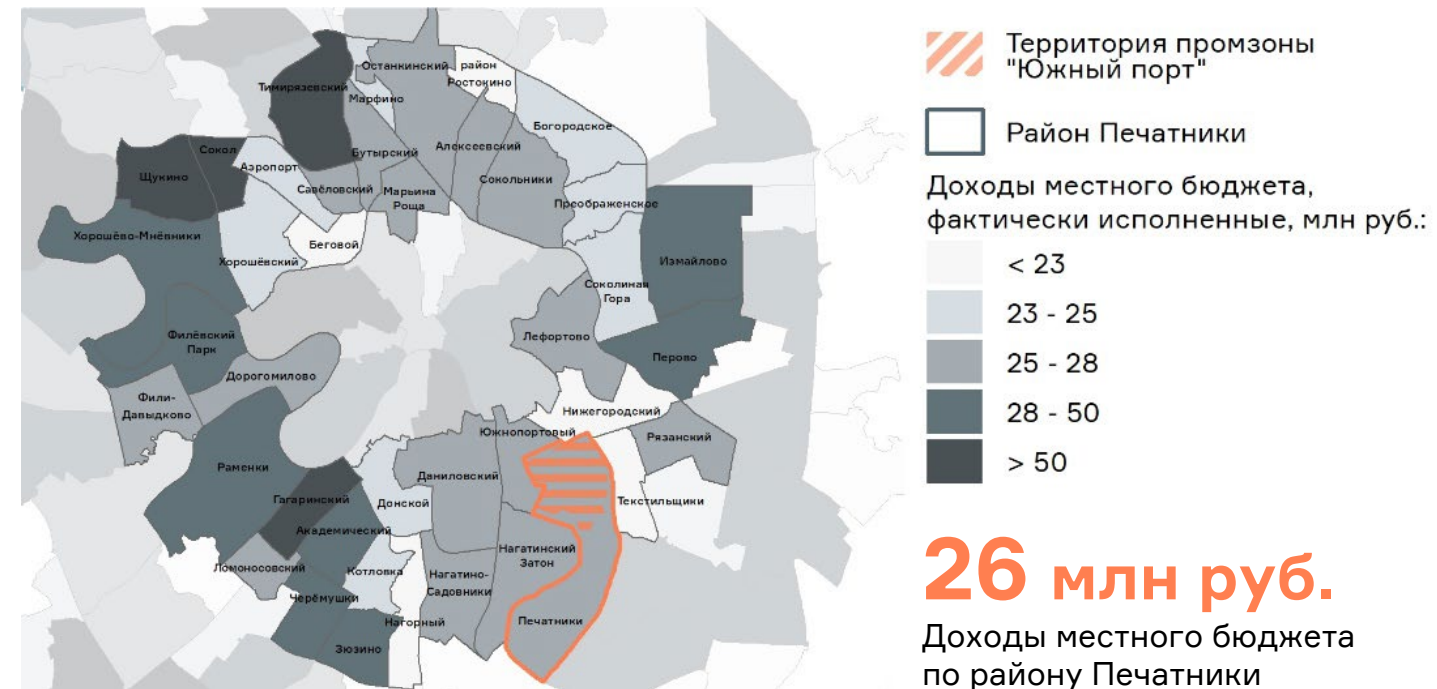 Останкинский
район
Ростокино
Тимирязевский
Марфино
Богородское
Сокол
Бутырский
Алексеевский
Аэропорт
Щукино
Савёловский
Марьина
Роща
Сокольники
Преображенское
Хорошёво-Мнёвники
Беговой
Хорошёвский
Измайлово
Соколиная
Гора
Филёвский
Парк
Лефортово
Перово
Дорогомилово
Фили-
Давыдково
Нижегородский
Южнопортовый
Рязанский
Раменки
Даниловский
Гагаринский
Донской
Текстильщики
Академический
Нагатинский
Затон
Ломоносовский
Котловка
Нагатино-
Садовники
Черёмушки
Нагорный
Печатники
Зюзино
Территория промзоны
"Южный порт"
Район Печатники
Доходы местного бюджета,
фактически исполненные, млн руб.:
< 23
23 - 25
25 - 28
28 - 50
> 50
26 млн руб.
Доходы местного бюджета
по району Печатники